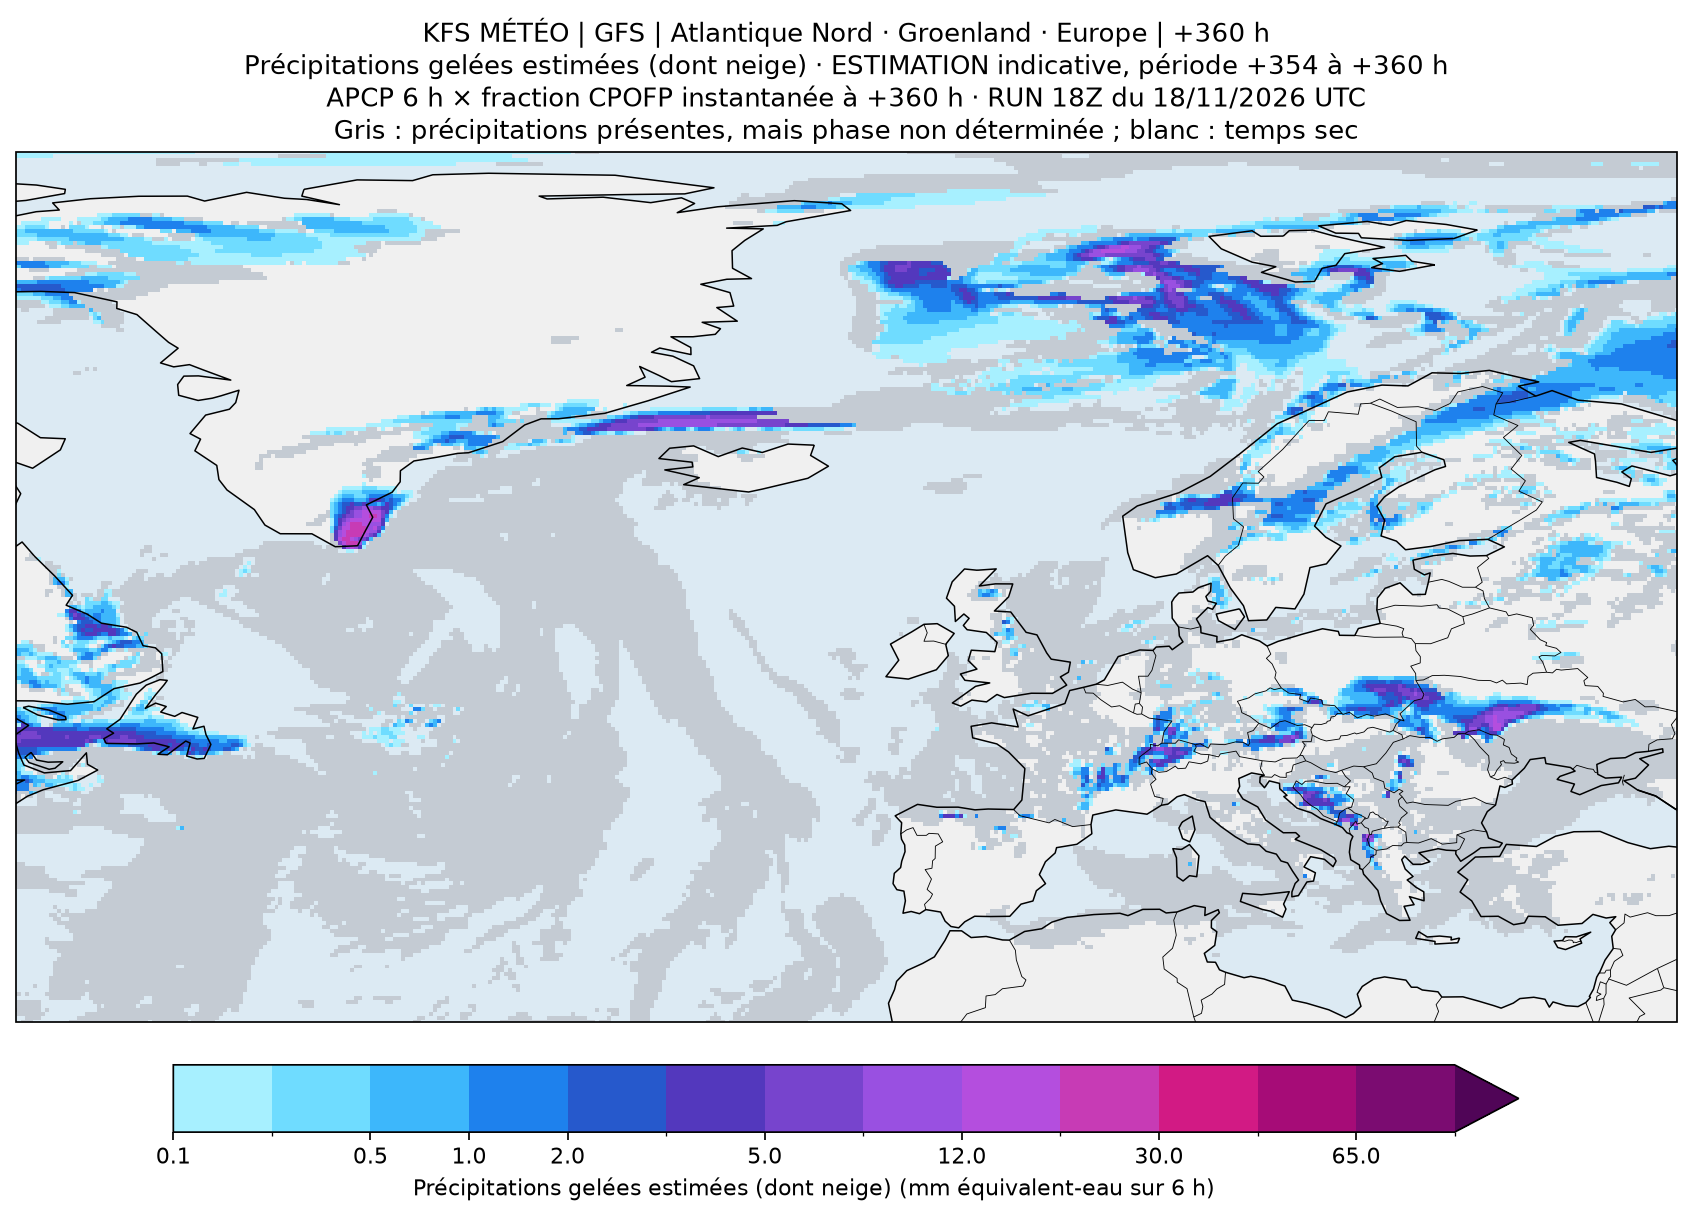 KFS MÉTÉO | GFS | Atlantique Nord · Groenland · Europe | +360 h
Précipitations gelées estimées (dont neige) · ESTIMATION indicative, période +354 à +360 h
APCP 6 h × fraction CPOFP instantanée à +360 h · RUN 18Z du 18/11/2026 UTC
Gris : précipitations présentes, mais phase non déterminée ; blanc : temps sec
0.1 0.5 1.0 2.0 5.0 12.0 30.0 65.0
Précipitations gelées estimées (dont neige) (mm équivalent-eau sur 6 h)